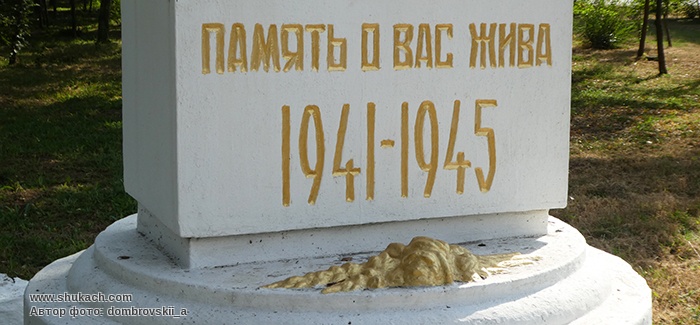 ПАМЯТЬ О ВАС ЖИВА
1941-1945
www.shukach.com
Автор фото: dombrovskii_a